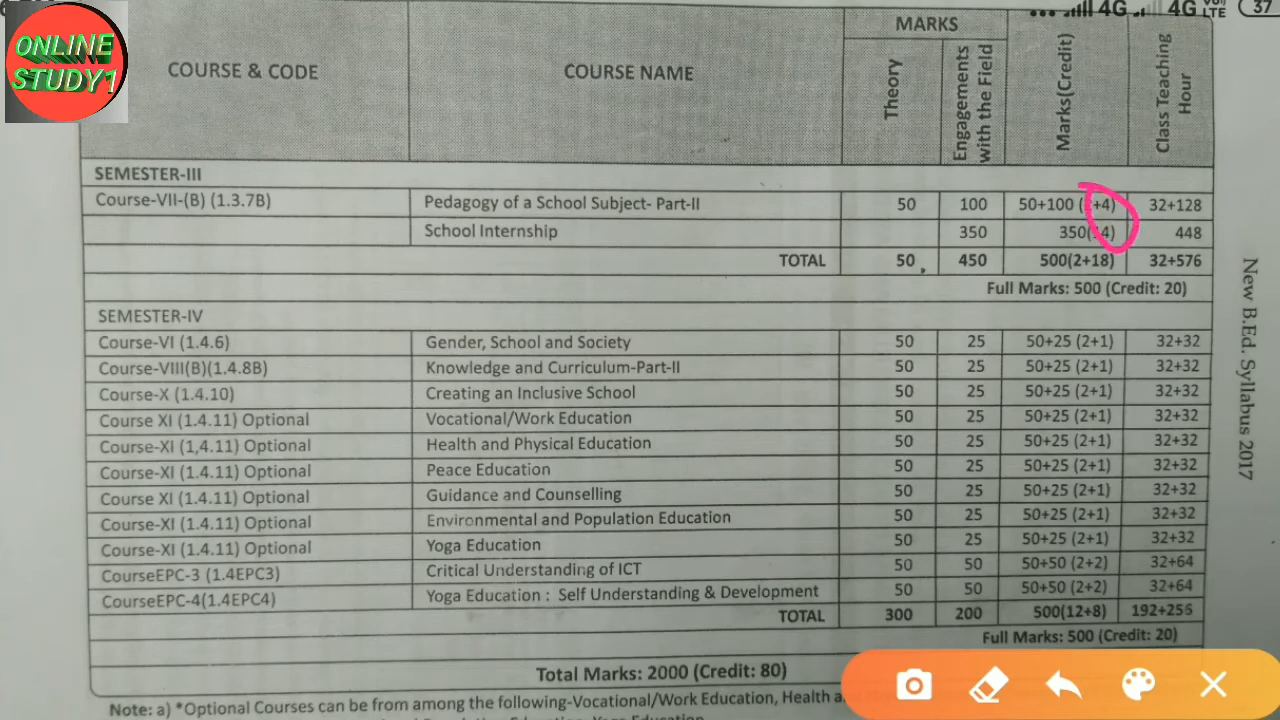 4G 4G VoLTE 37
ONLINE
STUDY1
COURSE & CODE COURSE NAME MARKS Theory Engagements with the Field Marks(Credit) Class Teaching Hour
SEMESTER-III
Course-VII-(B) (1.3.7B) Pedagogy of a School Subject- Part-II 50 100 50+100 (2+4) 32+128
School Internship 350 350(14) 448
TOTAL 50 450 500(2+18) 32+576
Full Marks: 500 (Credit: 20)
SEMESTER-IV
Course-VI (1.4.6) Gender, School and Society 50 25 50+25 (2+1) 32+32
Course-VIII(B)(1.4.8B) Knowledge and Curriculum-Part-II 50 25 50+25 (2+1) 32+32
Course-X (1.4.10) Creating an Inclusive School 50 25 50+25 (2+1) 32+32
Course XI (1.4.11) Optional Vocational/Work Education 50 25 50+25 (2+1) 32+32
Course-XI (1,4.11) Optional Health and Physical Education 50 25 50+25 (2+1) 32+32
Course-XI (1.4.11) Optional Peace Education 50 25 50+25 (2+1) 32+32
Course XI (1.4.11) Optional Guidance and Counselling 50 25 50+25 (2+1) 32+32
Course-XI (1.4.11) Optional Environmental and Population Education 50 25 50+25 (2+1) 32+32
Course-XI (1.4.11) Optional Yoga Education 50 25 50+25 (2+1) 32+32
CourseEPC-3 (1.4EPC3) Critical Understanding of ICT 50 50 50+50 (2+2) 32+64
CourseEPC-4(1.4EPC4) Yoga Education : Self Understanding & Development 50 50 50+50 (2+2) 32+64
TOTAL 300 200 500(12+8) 192+256
Full Marks: 500 (Credit: 20)
Total Marks: 2000 (Credit: 80)
Note: a) *Optional Courses can be from among the following-Vocational/Work Education, Health
New B.Ed. Syllabus 2017